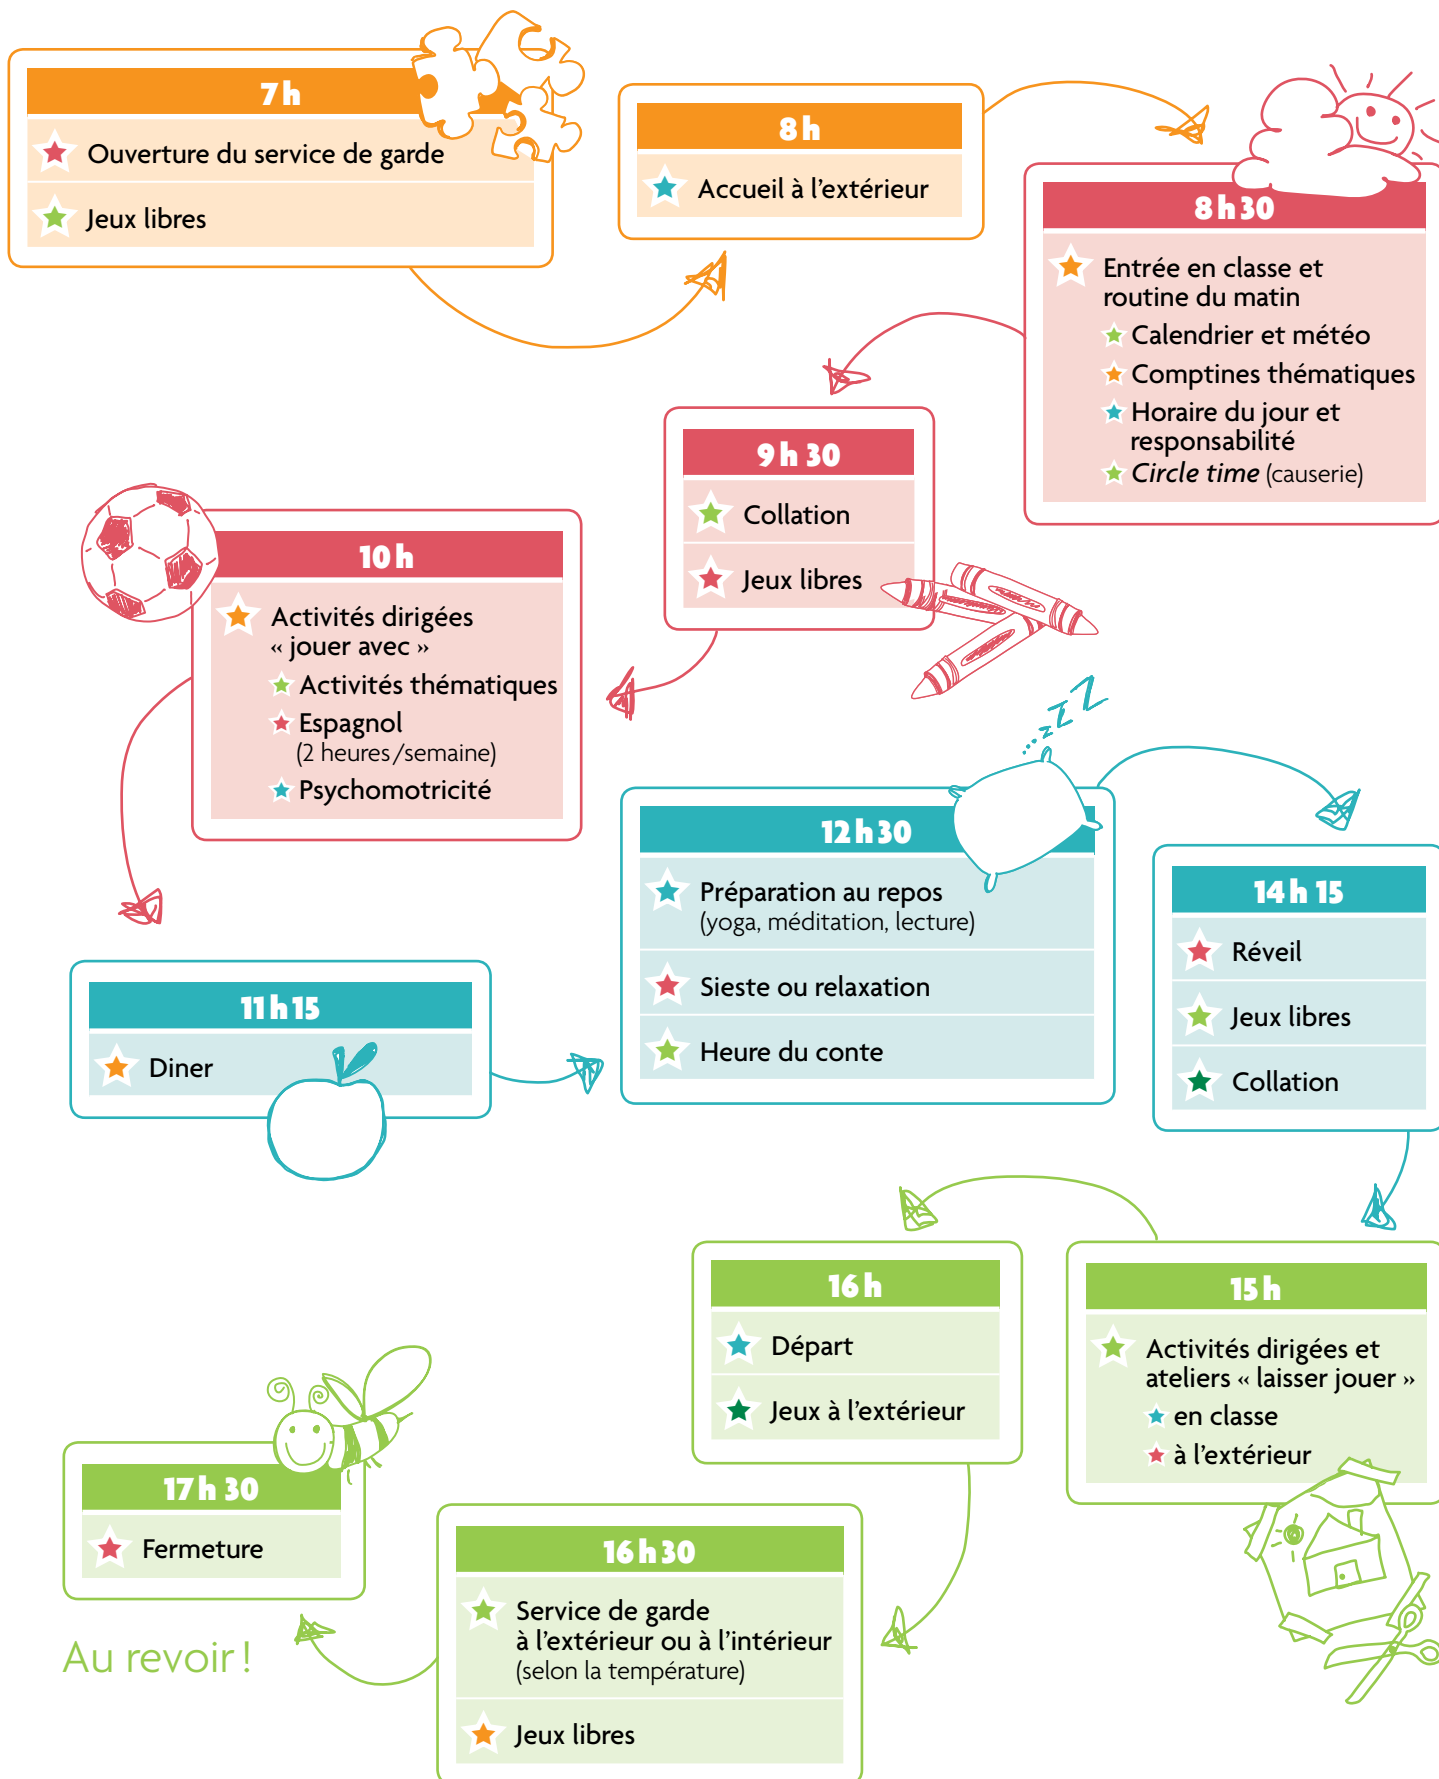 7 h
Ouverture du service de garde
Jeux libres
8 h
Accueil à l'extérieur
8 h 30
Entrée en classe et
routine du matin
Calendrier et météo
Comptines thématiques
Horaire du jour et
responsabilité
Circle time (causerie)
9 h 30
Collation
Jeux libres
10 h
Activités dirigées
« jouer avec »
Activités thématiques
Espagnol
(2 heures/semaine)
Psychomotricité
11 h 15
Diner
zzZZ
12 h 30
Préparation au repos
(yoga, méditation, lecture)
Sieste ou relaxation
Heure du conte
14 h 15
Réveil
Jeux libres
Collation
15 h
Activités dirigées et
ateliers « laisser jouer »
en classe
à l'extérieur
16 h
Départ
Jeux à l'extérieur
16 h 30
Service de garde
à l'extérieur ou à l'intérieur
(selon la température)
Jeux libres
17 h 30
Fermeture
Au revoir !